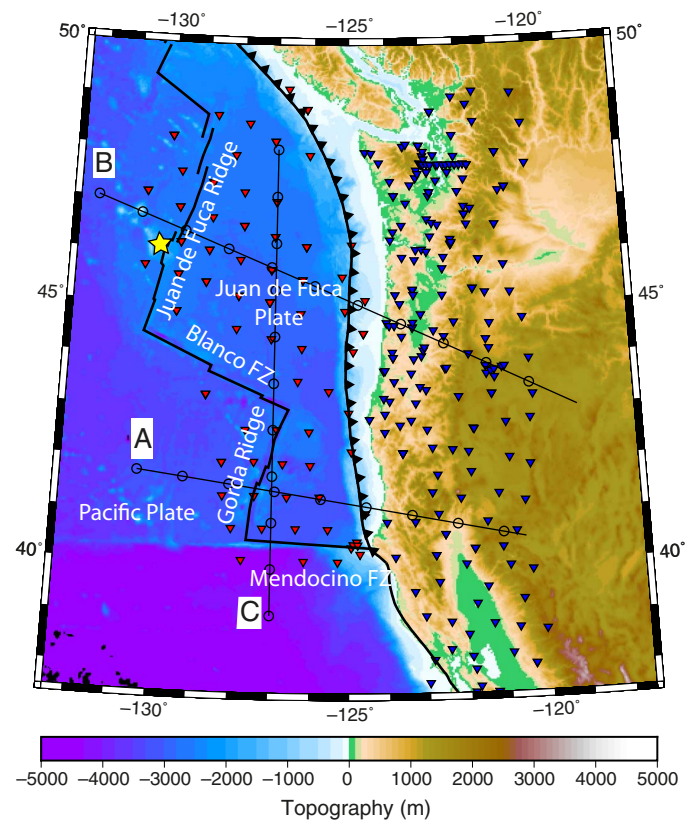 −130˚ −125˚ −120˚
50˚ 50˚
B
Juan de Fuca Ridge
45˚ 45˚
Juan de Fuca
Plate
Blanco FZ
A
Gorda Ridge
Pacific Plate
40˚ 40˚
Mendocino FZ
C
−130˚ −125˚ −120˚
−5000 −4000 −3000 −2000 −1000 0 1000 2000 3000 4000 5000
Topography (m)